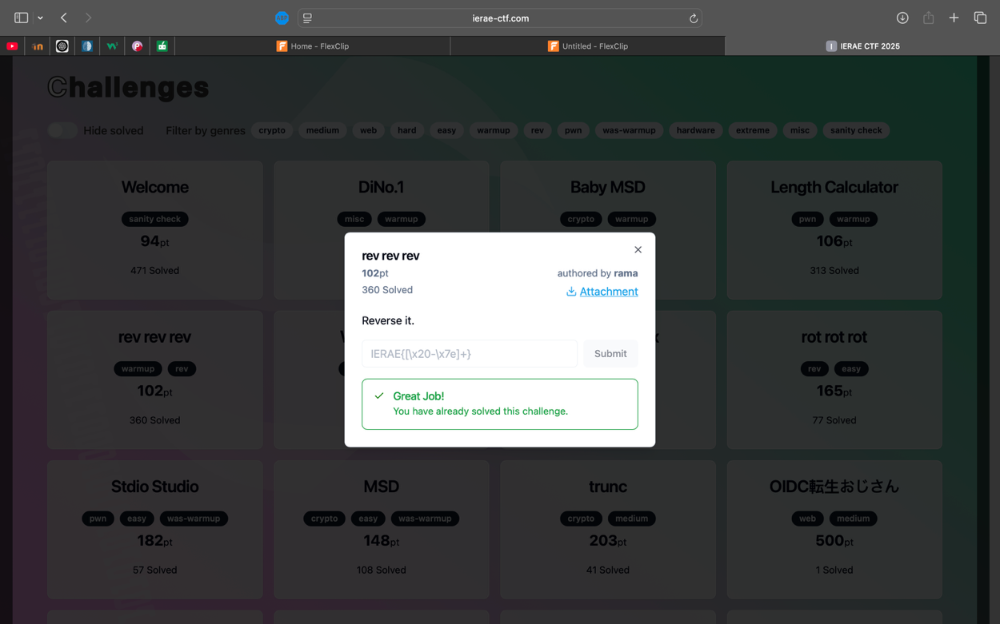 ABP
ierae-ctf.com
in
Home - FlexClip
Untitled - FlexClip
I IERAE CTF 2025
Challenges
Hide solved
Filter by genres
crypto
medium
web
hard
easy
warmup
rev
pwn
was-warmup
hardware
extreme
misc
sanity check
Welcome
sanity check
94pt
471 Solved
DiNo.1
misc
warmup
Baby MSD
crypto
warmup
Length Calculator
pwn
warmup
106pt
313 Solved
rev rev rev
102pt
authored by rama
360 Solved
Attachment
Reverse it.
IERAE{[\x20-\x7e]+}
Submit
Great Job!
You have already solved this challenge.
rev rev rev
warmup
rev
102pt
360 Solved
rot rot rot
rev
easy
165pt
77 Solved
Stdio Studio
pwn
easy
was-warmup
182pt
57 Solved
MSD
crypto
easy
was-warmup
148pt
108 Solved
trunc
crypto
medium
203pt
41 Solved
OIDC転生おじさん
web
medium
500pt
1 Solved